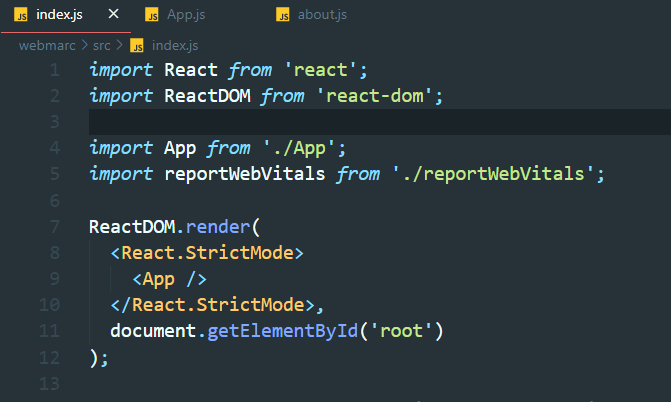 JS index.js × JS App.js JS about.js
webmarc > src > JS index.js
1 import React from 'react';
2 import ReactDOM from 'react-dom';
3
4 import App from './App';
5 import reportWebVitals from './reportWebVitals';
6
7 ReactDOM.render(
8   <React.StrictMode>
9     <App />
10   </React.StrictMode>,
11   document.getElementById('root')
12 );
13